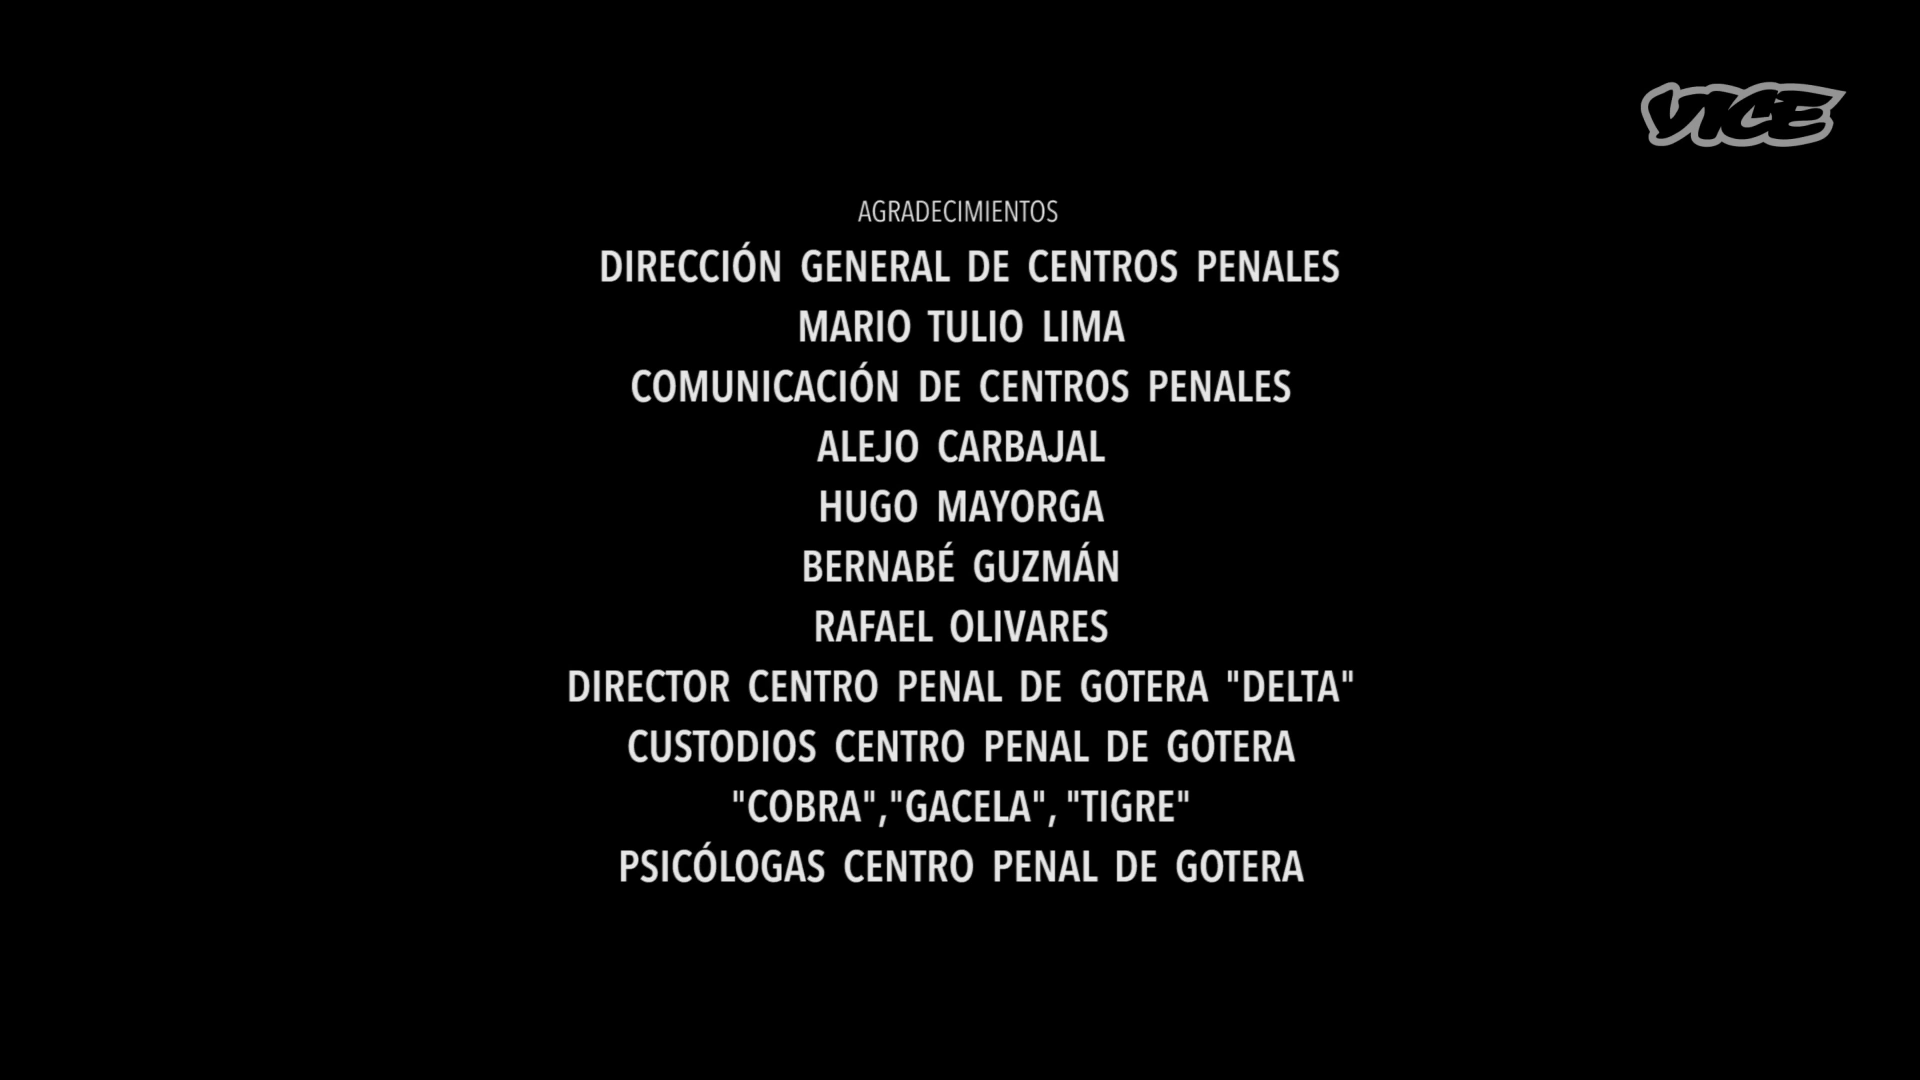 VICE
AGRADECIMIENTOS
DIRECCIÓN GENERAL DE CENTROS PENALES
MARIO TULIO LIMA
COMUNICACIÓN DE CENTROS PENALES
ALEJO CARBAJAL
HUGO MAYORGA
BERNABÉ GUZMÁN
RAFAEL OLIVARES
DIRECTOR CENTRO PENAL DE GOTERA "DELTA"
CUSTODIOS CENTRO PENAL DE GOTERA
"COBRA","GACELA", "TIGRE"
PSICÓLOGAS CENTRO PENAL DE GOTERA